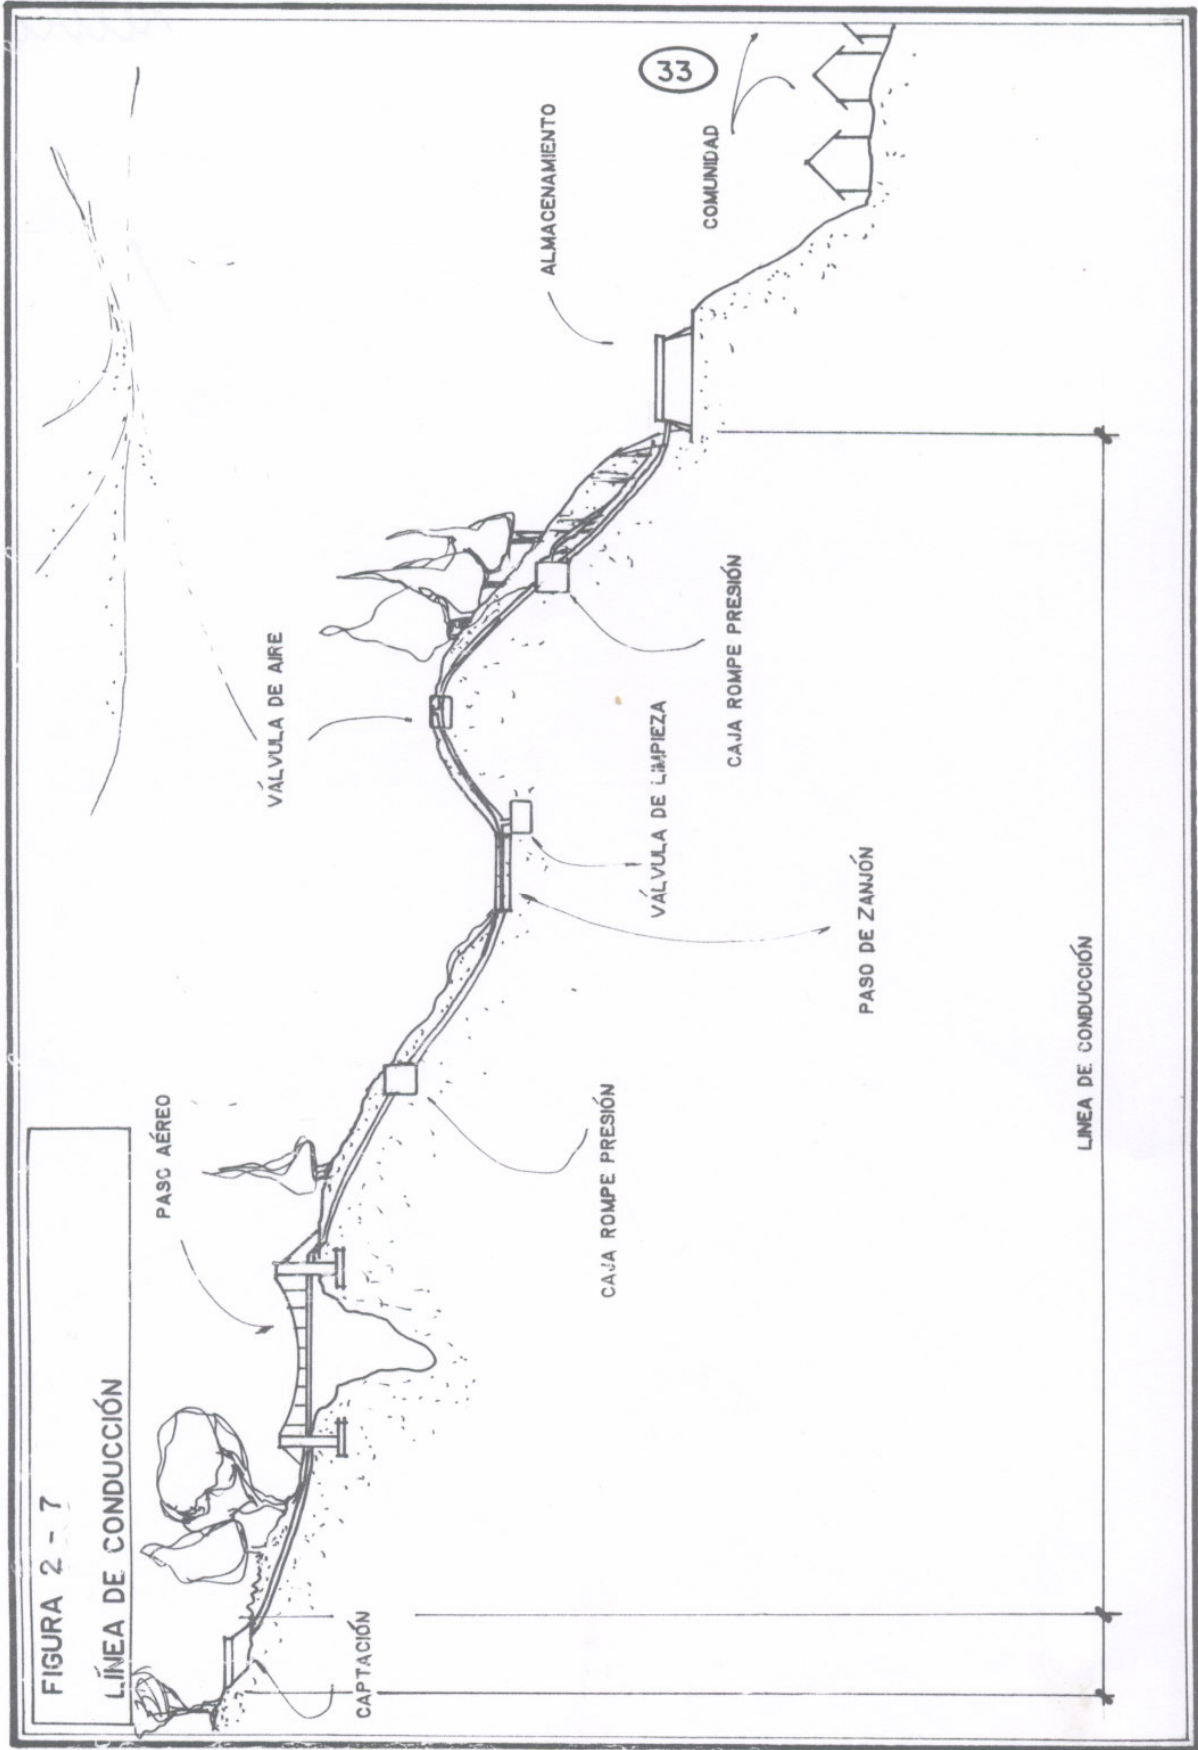 FIGURA 2 - 7
LÍNEA DE CONDUCCIÓN
CAPTACIÓN
PASO AÉREO
CAJA ROMPE PRESIÓN
PASO DE ZANJÓN
VÁLVULA DE LIMPIEZA
VÁLVULA DE AIRE
CAJA ROMPE PRESIÓN
ALMACENAMIENTO
COMUNIDAD
33
LINEA DE CONDUCCIÓN